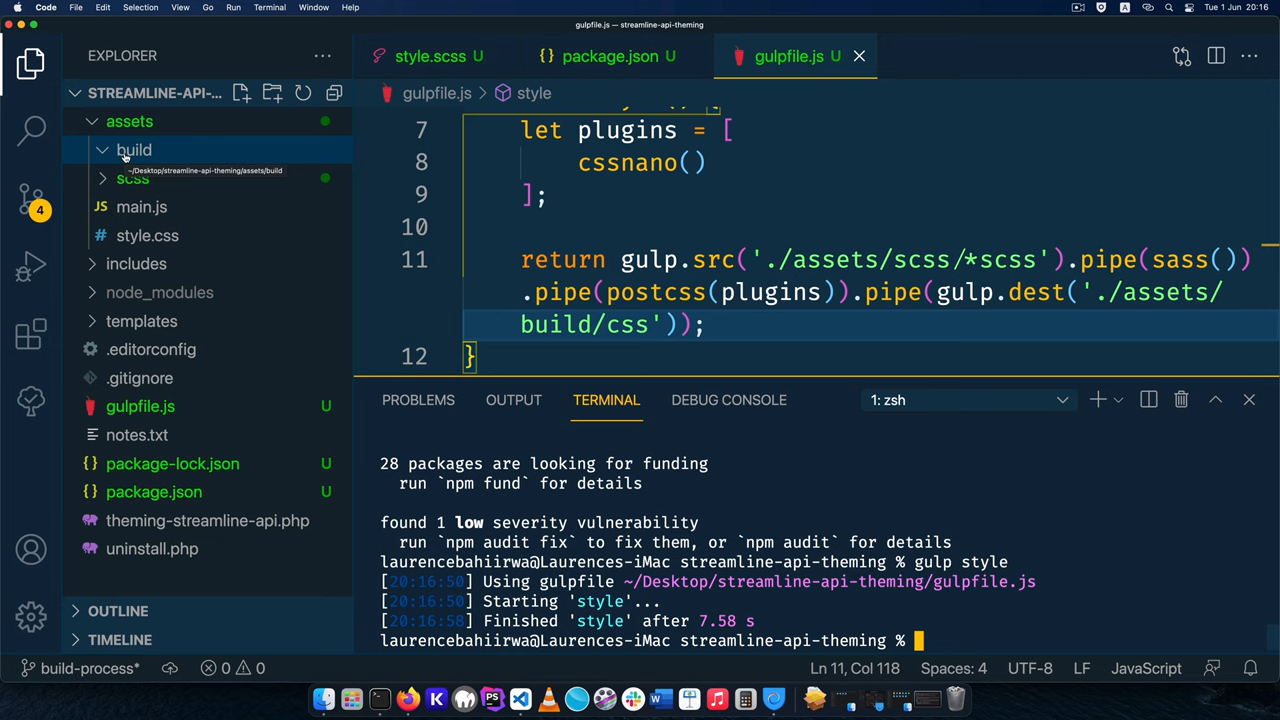 Code File Edit Selection View Go Run Terminal Window Help A Tue 1 Jun 20:16
gulpfile.js — streamline-api-theming
EXPLORER
style.scss U
package.json U
gulpfile.js U
STREAMLINE-API-...
gulpfile.js > style
assets
build
~/Desktop/streamline-api-theming/assets/build
scss
JS main.js
# style.css
includes
node_modules
templates
.editorconfig
.gitignore
gulpfile.js U
notes.txt
{} package-lock.json U
{} package.json U
theming-streamline-api.php
uninstall.php
OUTLINE
TIMELINE
4
7 let plugins = [
8 cssnano()
9 ];
10
11 return gulp.src('./assets/scss/*scss').pipe(sass())
.pipe(postcss(plugins)).pipe(gulp.dest('./assets/
build/css'));
12 }
PROBLEMS OUTPUT TERMINAL DEBUG CONSOLE 1: zsh
28 packages are looking for funding
run `npm fund` for details
found 1 low severity vulnerability
run `npm audit fix` to fix them, or `npm audit` for details
laurencebahiirwa@Laurences-iMac streamline-api-theming % gulp style
[20:16:50] Using gulpfile ~/Desktop/streamline-api-theming/gulpfile.js
[20:16:50] Starting 'style'...
[20:16:58] Finished 'style' after 7.58 s
laurencebahiirwa@Laurences-iMac streamline-api-theming %
build-process* 0 0 Ln 11, Col 118 Spaces: 4 UTF-8 LF JavaScript